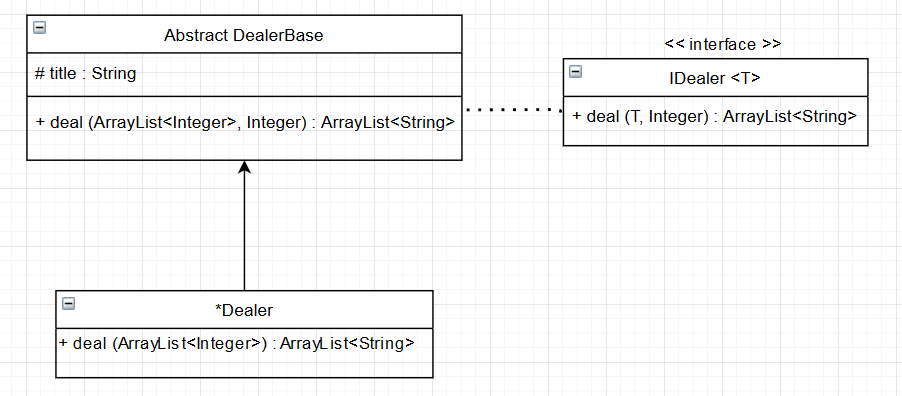 Abstract DealerBase
# title : String
+ deal (ArrayList<Integer>, Integer) : ArrayList<String>
<< interface >>
IDealer <T>
+ deal (T, Integer) : ArrayList<String>
*Dealer
+ deal (ArrayList<Integer>) : ArrayList<String>